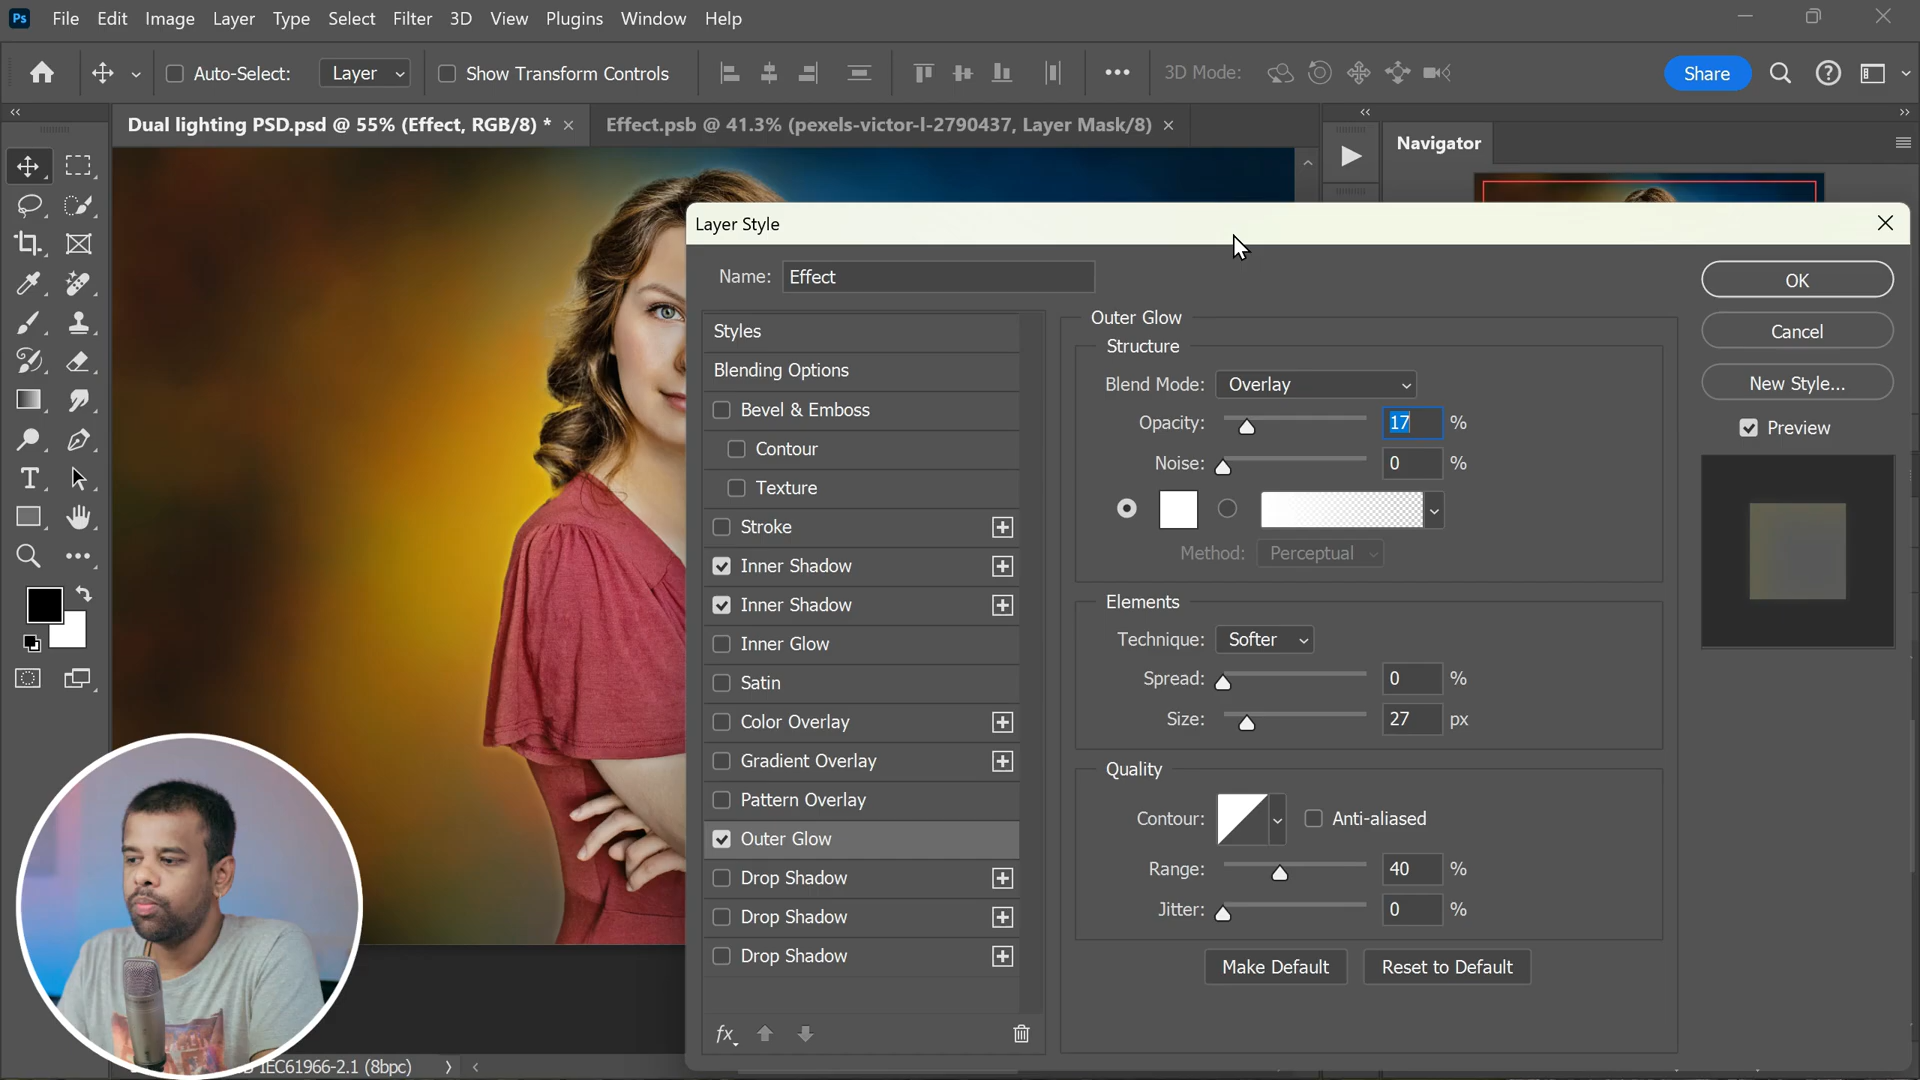 Ps File Edit Image Layer Type Select Filter 3D View Plugins Window Help
Auto-Select: Layer Show Transform Controls 3D Mode: Share
Dual lighting PSD.psd @ 55% (Effect, RGB/8) *
Effect.psb @ 41.3% (pexels-victor-l-2790437, Layer Mask/8)
Navigator
Layer Style
Name: Effect
Styles
Blending Options
Bevel & Emboss
Contour
Texture
Stroke
Inner Shadow
Inner Shadow
Inner Glow
Satin
Color Overlay
Gradient Overlay
Pattern Overlay
Outer Glow
Drop Shadow
Drop Shadow
Drop Shadow
fx
Outer Glow
Structure
Blend Mode: Overlay
Opacity: 17 %
Noise: 0 %
Method: Perceptual
Elements
Technique: Softer
Spread: 0 %
Size: 27 px
Quality
Contour: Anti-aliased
Range: 40 %
Jitter: 0 %
Make Default Reset to Default
OK
Cancel
New Style...
Preview
IEC61966-2.1 (8bpc)